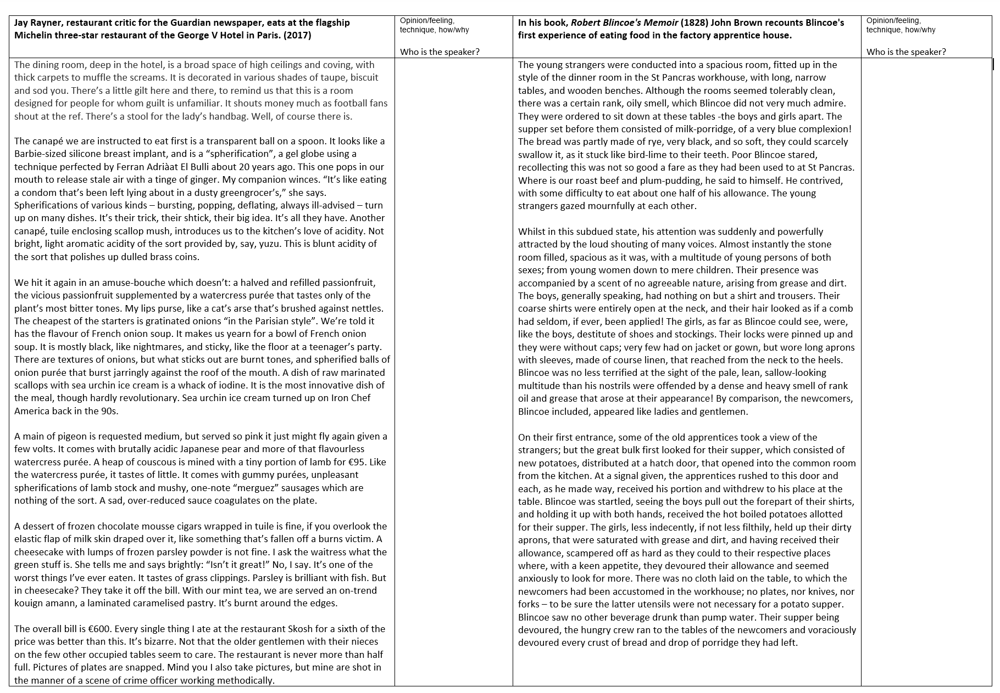 Jay Rayner, restaurant critic for the Guardian newspaper, eats at the flagship
Michelin three-star restaurant of the George V Hotel in Paris. (2017)
Opinion/feeling,
technique, how/why
Who is the speaker?
The dining room, deep in the hotel, is a broad space of high ceilings and coving, with
thick carpets to muffle the screams. It is decorated in various shades of taupe, biscuit
and sod you. There's a little gilt here and there, to remind us that this is a room
designed for people for whom guilt is unfamiliar. It shouts money much as football fans
shout at the ref. There's a stool for the lady's handbag. Well, of course there is.
The canapé we are instructed to eat first is a transparent ball on a spoon. It looks like a
Barbie-sized silicone breast implant, and is a “spherification”, a gel globe using a
technique perfected by Ferran Adriàat El Bulli about 20 years ago. This one pops in our
mouth to release stale air with a tinge of ginger. My companion winces. “It’s like eating
a condom that’s been left lying about in a dusty greengrocer’s,” she says.
Spherifications of various kinds – bursting, popping, deflating, always ill-advised – turn
up on many dishes. It’s their trick, their shtick, their big idea. It’s all they have. Another
canapé, tuile enclosing scallop mush, introduces us to the kitchen’s love of acidity. Not
bright, light aromatic acidity of the sort provided by, say, yuzu. This is blunt acidity of
the sort that polishes up dulled brass coins.
We hit it again in an amuse-bouche which doesn’t: a halved and refilled passionfruit,
the vicious passionfruit supplemented by a watercress purée that tastes only of the
plant’s most bitter tones. My lips purse, like a cat’s arse that’s brushed against nettles.
The cheapest of the starters is gratinated onions “in the Parisian style”. We’re told it
has the flavour of French onion soup. It makes us yearn for a bowl of French onion
soup. It is mostly black, like nightmares, and sticky, like the floor at a teenager’s party.
There are textures of onions, but what sticks out are burnt tones, and spherified balls of
onion purée that burst jarringly against the roof of the mouth. A dish of raw marinated
scallops with sea urchin ice cream is a whack of iodine. It is the most innovative dish of
the meal, though hardly revolutionary. Sea urchin ice cream turned up on Iron Chef
America back in the 90s.
A main of pigeon is requested medium, but served so pink it just might fly again given a
few volts. It comes with brutally acidic Japanese pear and more of that flavourless
watercress purée. A heap of couscous is mined with a tiny portion of lamb for €95. Like
the watercress purée, it tastes of little. It comes with gummy purées, unpleasant
spherifications of lamb stock and mushy, one-note “merguez” sausages which are
nothing of the sort. A sad, over-reduced sauce coagulates on the plate.
A dessert of frozen chocolate mousse cigars wrapped in tuile is fine, if you overlook the
elastic flap of milk skin draped over it, like something that’s fallen off a burns victim. A
cheesecake with lumps of frozen parsley powder is not fine. I ask the waitress what the
green stuff is. She tells me and says brightly: “Isn’t it great!” No, I say. It’s one of the
worst things I’ve ever eaten. It tastes of grass clippings. Parsley is brilliant with fish. But
in cheesecake? They take it off the bill. With our mint tea, we are served an on-trend
kouign amann, a laminated caramelised pastry. It’s burnt around the edges.
The overall bill is €600. Every single thing I ate at the restaurant Skosh for a sixth of the
price was better than this. It’s bizarre. Not that the older gentlemen with their nieces
on the few other occupied tables seem to care. The restaurant is never more than half
full. Pictures of plates are snapped. Mind you I also take pictures, but mine are shot in
the manner of a scene of crime officer working methodically.
In his book, Robert Blincoe's Memoir (1828) John Brown recounts Blincoe's
first experience of eating food in the factory apprentice house.
Opinion/feeling,
technique, how/why
Who is the speaker?
The young strangers were conducted into a spacious room, fitted up in the
style of the dinner room in the St Pancras workhouse, with long, narrow
tables, and wooden benches. Although the rooms seemed tolerably clean,
there was a certain rank, oily smell, which Blincoe did not very much admire.
They were ordered to sit down at these tables -the boys and girls apart. The
supper set before them consisted of milk-porridge, of a very blue complexion!
The bread was partly made of rye, very black, and so soft, they could scarcely
swallow it, as it stuck like bird-lime to their teeth. Poor Blincoe stared,
recollecting this was not so good a fare as they had been used to at St Pancras.
Where is our roast beef and plum-pudding, he said to himself. He contrived,
with some difficulty to eat about one half of his allowance. The young
strangers gazed mournfully at each other.
Whilst in this subdued state, his attention was suddenly and powerfully
attracted by the loud shouting of many voices. Almost instantly the stone
room filled, spacious as it was, with a multitude of young persons of both
sexes; from young women down to mere children. Their presence was
accompanied by a scent of no agreeable nature, arising from grease and dirt.
The boys, generally speaking, had nothing on but a shirt and trousers. Their
coarse shirts were entirely open at the neck, and their hair looked as if a comb
had seldom, if ever, been applied! The girls, as far as Blincoe could see, were,
like the boys, destitute of shoes and stockings. Their locks were pinned up and
they were without caps; very few had on jacket or gown, but wore long aprons
with sleeves, made of course linen, that reached from the neck to the heels.
Blincoe was no less terrified at the sight of the pale, lean, sallow-looking
multitude than his nostrils were offended by a dense and heavy smell of rank
oil and grease that arose at their appearance! By comparison, the newcomers,
Blincoe included, appeared like ladies and gentlemen.
On their first entrance, some of the old apprentices took a view of the
strangers; but the great bulk first looked for their supper, which consisted of
new potatoes, distributed at a hatch door, that opened into the common room
from the kitchen. At a signal given, the apprentices rushed to this door and
each, as he made way, received his portion and withdrew to his place at the
table. Blincoe was startled, seeing the boys pull out the forepart of their shirts,
and holding it up with both hands, received the hot boiled potatoes allotted
for their supper. The girls, less indecently, if not less filthily, held up their dirty
aprons, that were saturated with grease and dirt, and having received their
allowance, scampered off as hard as they could to their respective places
where, with a keen appetite, they devoured their allowance and seemed
anxiously to look for more. There was no cloth laid on the table, to which the
newcomers had been accustomed in the workhouse; no plates, nor knives, nor
forks – to be sure the latter utensils were not necessary for a potato supper.
Blincoe saw no other beverage drunk than pump water. Their supper being
devoured, the hungry crew ran to the tables of the newcomers and voraciously
devoured every crust of bread and drop of porridge they had left.